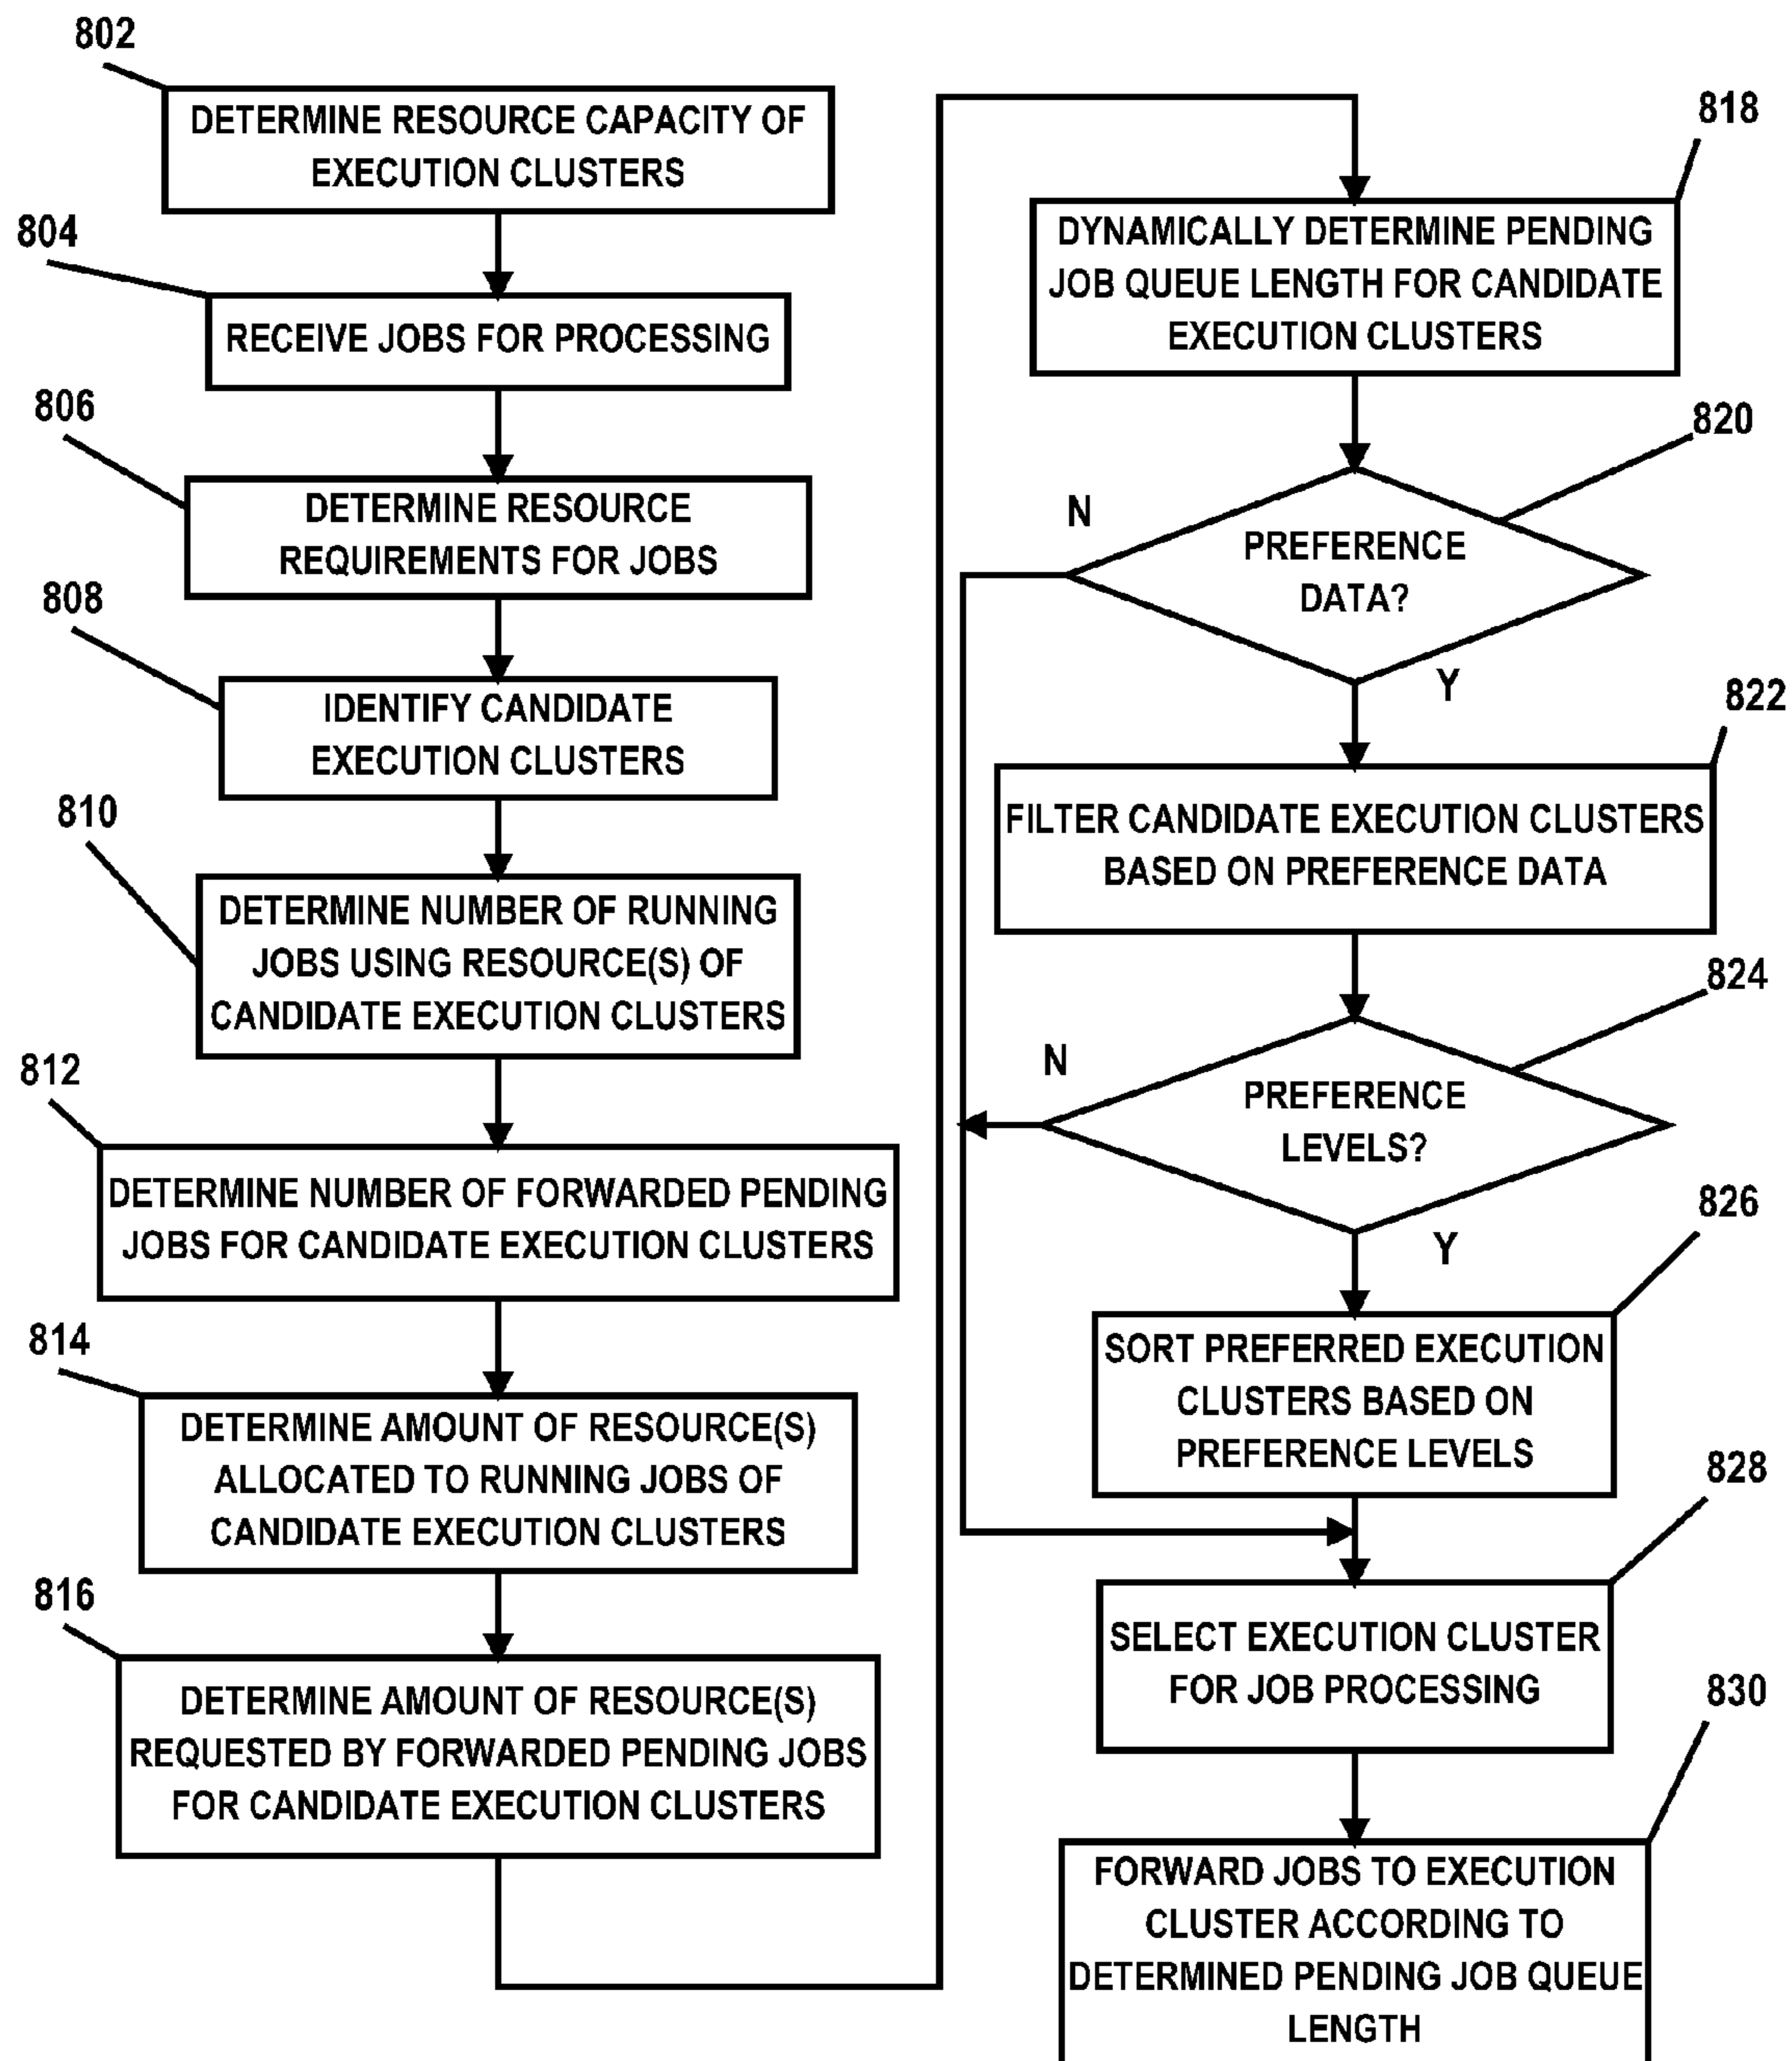 802
DETERMINE RESOURCE CAPACITY OF
EXECUTION CLUSTERS
804
RECEIVE JOBS FOR PROCESSING
806
DETERMINE RESOURCE
REQUIREMENTS FOR JOBS
808
IDENTIFY CANDIDATE
EXECUTION CLUSTERS
810
DETERMINE NUMBER OF RUNNING
JOBS USING RESOURCE(S) OF
CANDIDATE EXECUTION CLUSTERS
812
DETERMINE NUMBER OF FORWARDED PENDING
JOBS FOR CANDIDATE EXECUTION CLUSTERS
814
DETERMINE AMOUNT OF RESOURCE(S)
ALLOCATED TO RUNNING JOBS OF
CANDIDATE EXECUTION CLUSTERS
816
DETERMINE AMOUNT OF RESOURCE(S)
REQUESTED BY FORWARDED PENDING JOBS
FOR CANDIDATE EXECUTION CLUSTERS
818
DYNAMICALLY DETERMINE PENDING
JOB QUEUE LENGTH FOR CANDIDATE
EXECUTION CLUSTERS
820
N
PREFERENCE
DATA?
Y
822
FILTER CANDIDATE EXECUTION CLUSTERS
BASED ON PREFERENCE DATA
824
N
PREFERENCE
LEVELS?
Y
826
SORT PREFERRED EXECUTION
CLUSTERS BASED ON
PREFERENCE LEVELS
828
SELECT EXECUTION CLUSTER
FOR JOB PROCESSING
830
FORWARD JOBS TO EXECUTION
CLUSTER ACCORDING TO
DETERMINED PENDING JOB QUEUE
LENGTH